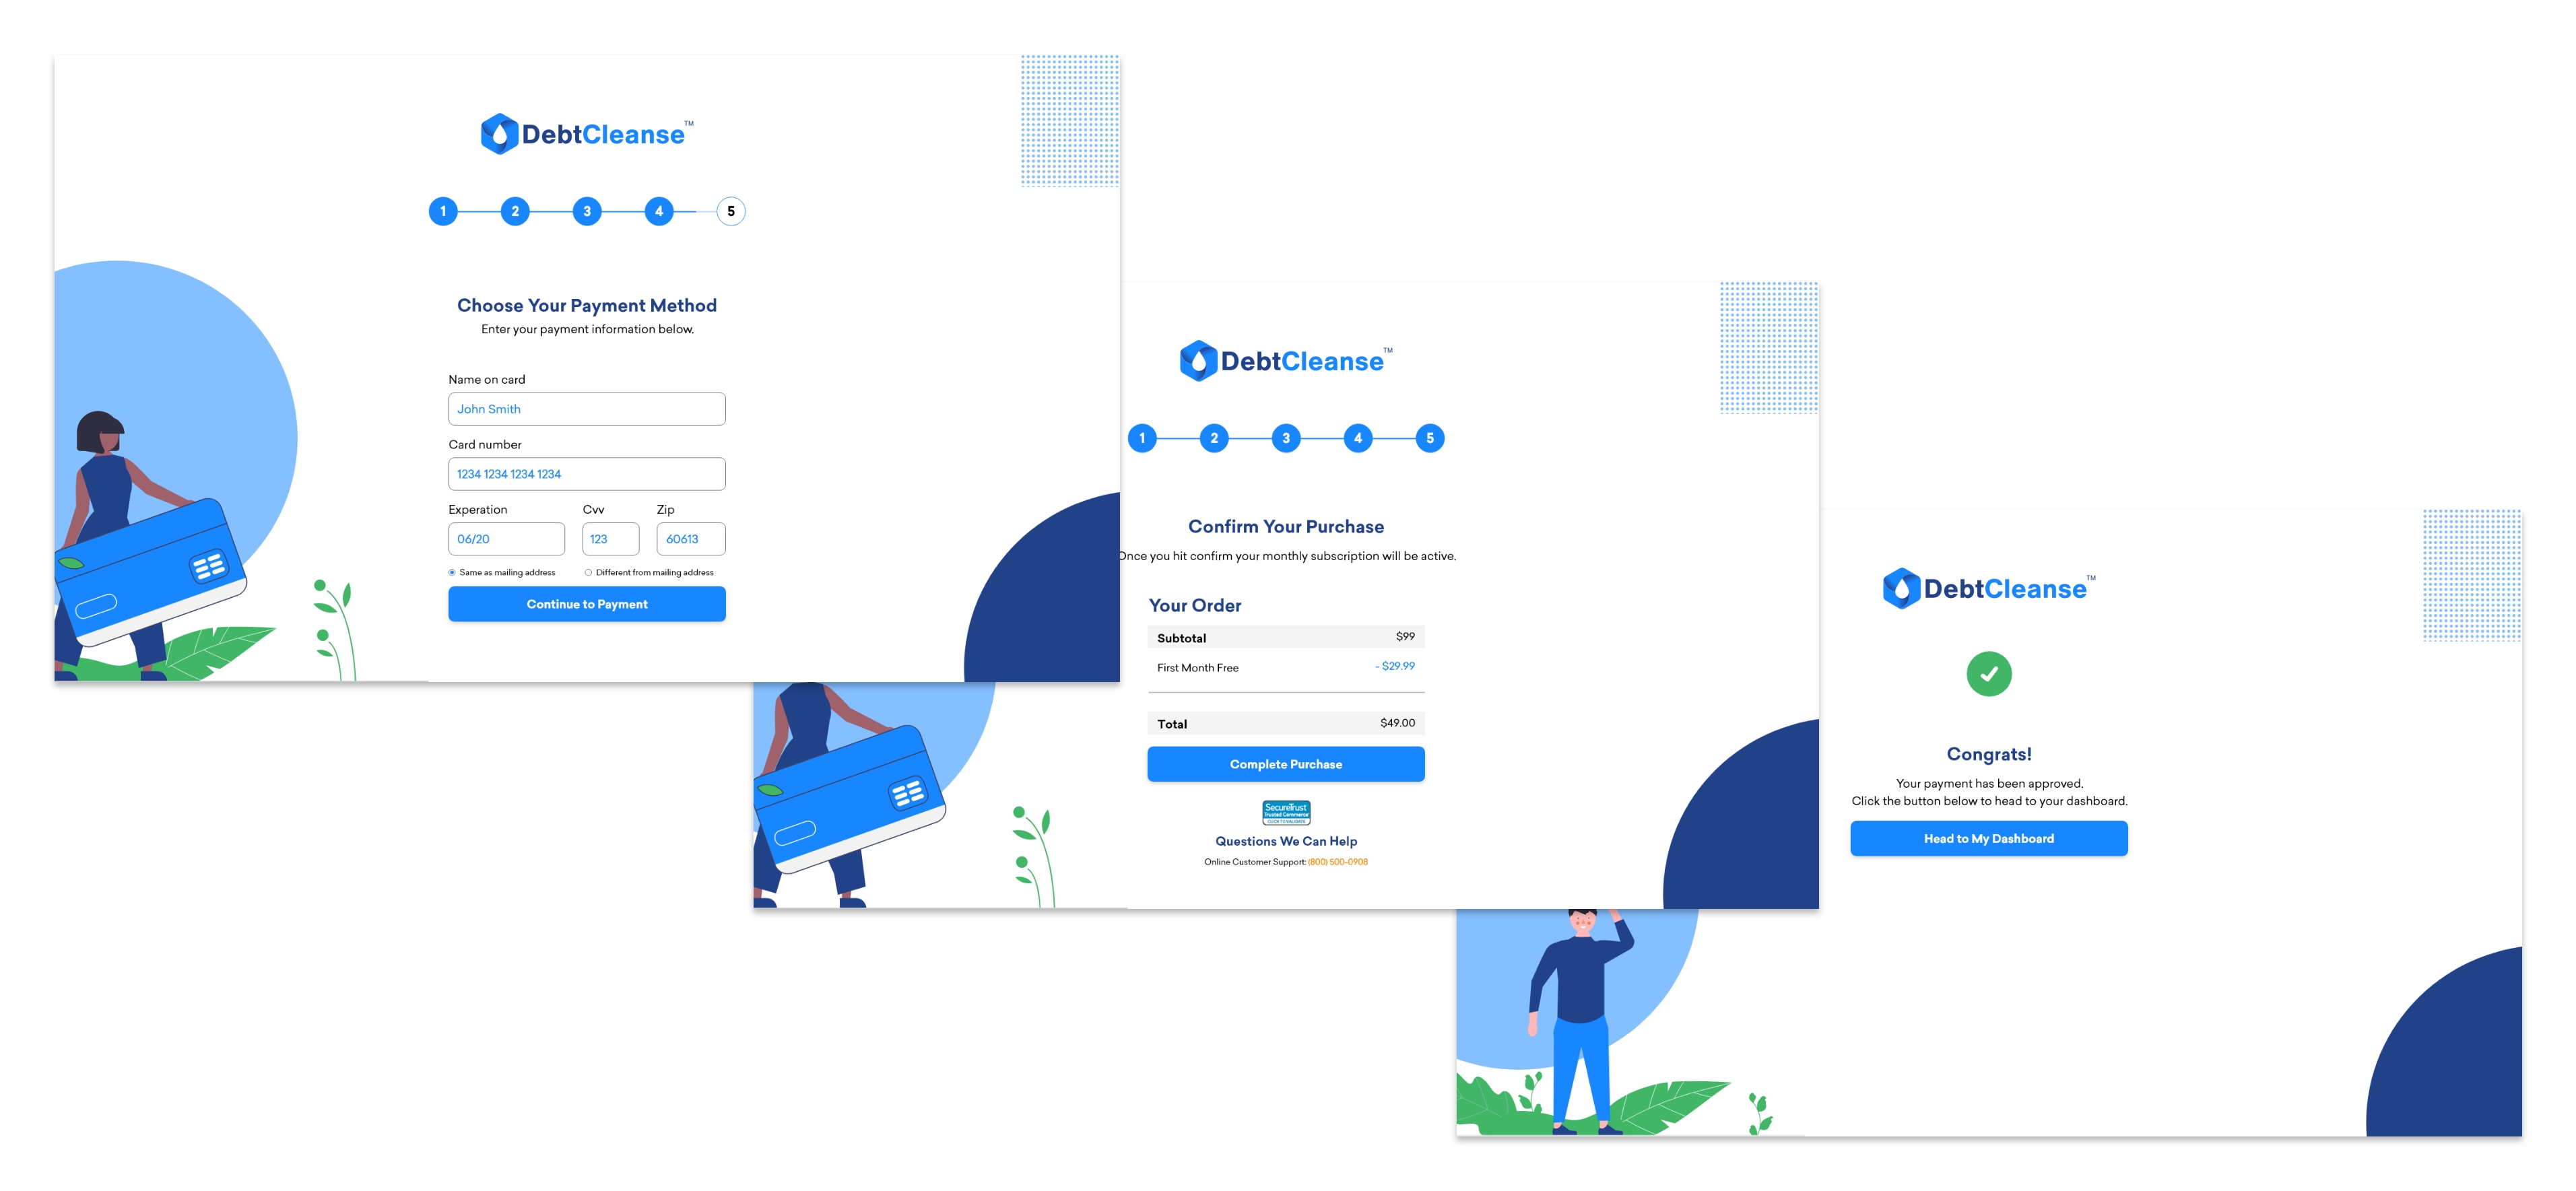 DebtCleanse™
1 2 3 4 5
Choose Your Payment Method
Enter your payment information below.
Name on card
John Smith
Card number
1234 1234 1234 1234
Experation Cvv Zip
06/20 123 60613
Same as mailing address Different from mailing address
Continue to Payment
DebtCleanse™
1 2 3 4 5
Confirm Your Purchase
Once you hit confirm your monthly subscription will be active.
Your Order
Subtotal $99
First Month Free - $29.99
Total $49.00
Complete Purchase
SecureTrust
Trusted Commerce
CLICK TO VALIDATE
Questions We Can Help
Online Customer Support: (800) 500-0908
DebtCleanse™
Congrats!
Your payment has been approved.
Click the button below to head to your dashboard.
Head to My Dashboard